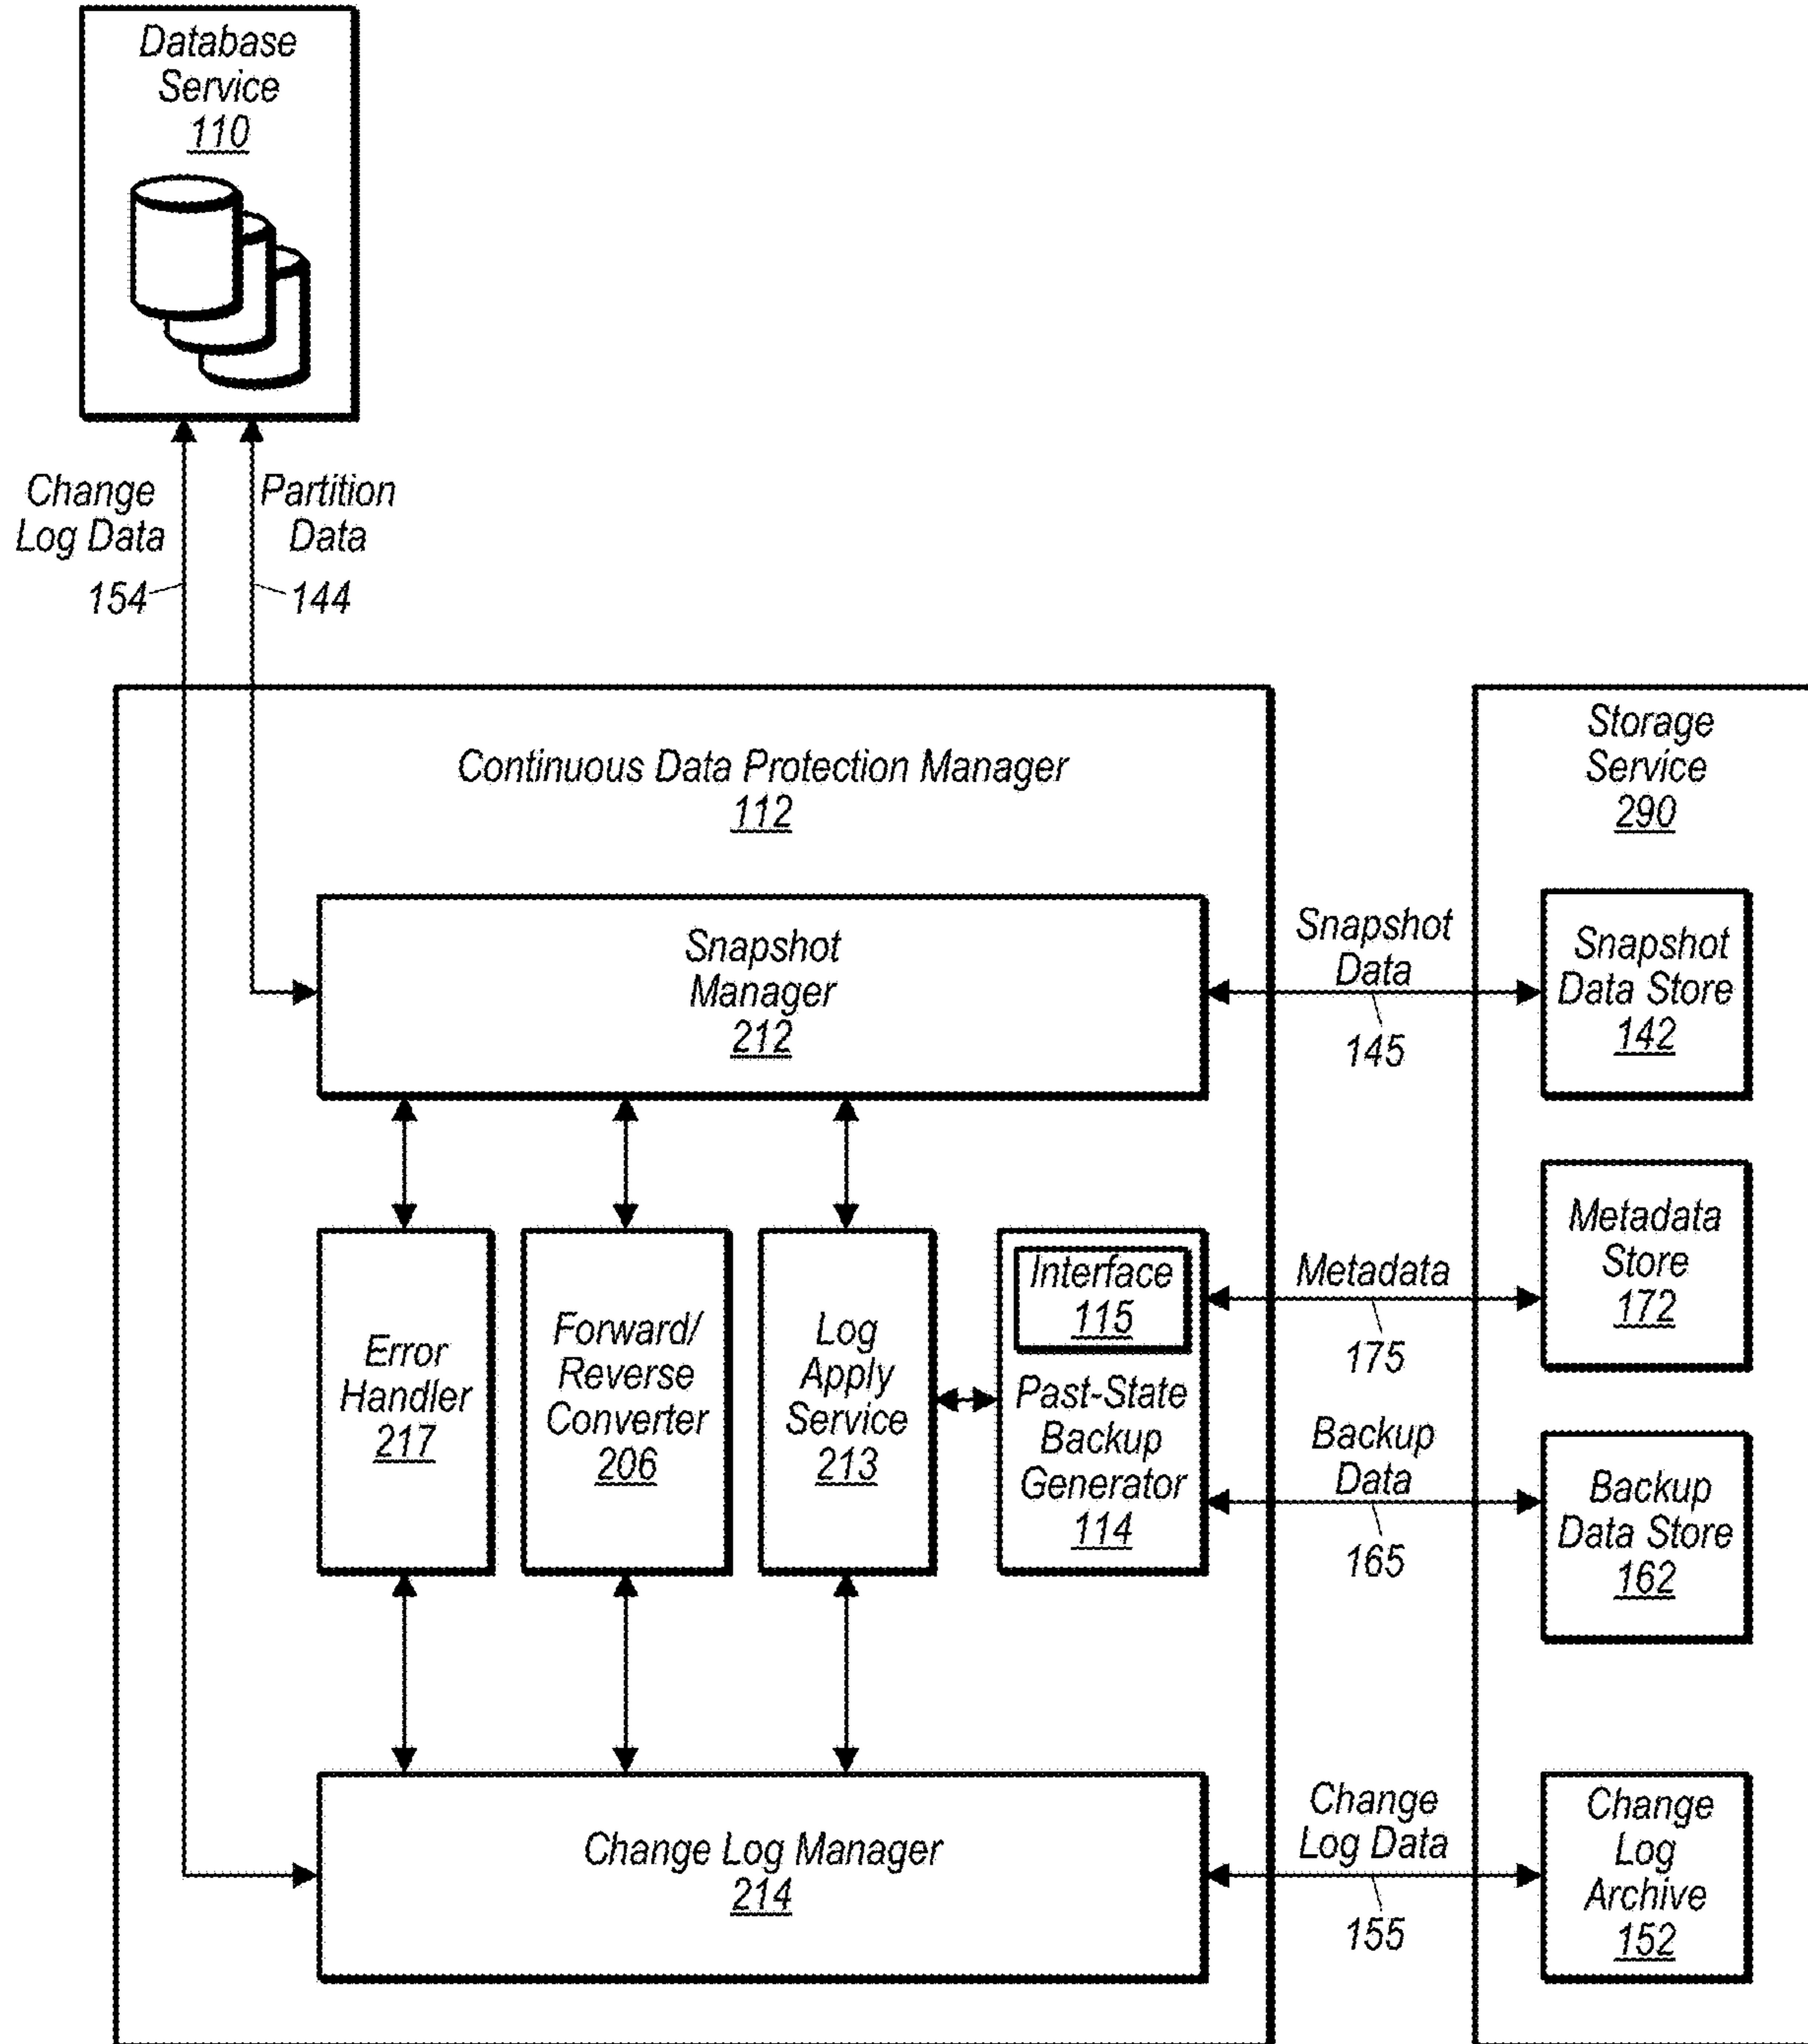 Database
Service
110
Change
Log Data
154
Partition
Data
144
Continuous Data Protection Manager
112
Storage
Service
290
Snapshot
Manager
212
Snapshot
Data
145
Snapshot
Data Store
142
Error
Handler
217
Forward/
Reverse
Converter
206
Log
Apply
Service
213
Interface
115
Past-State
Backup
Generator
114
Metadata
175
Metadata
Store
172
Backup
Data
165
Backup
Data Store
162
Change Log Manager
214
Change
Log Data
155
Change
Log
Archive
152